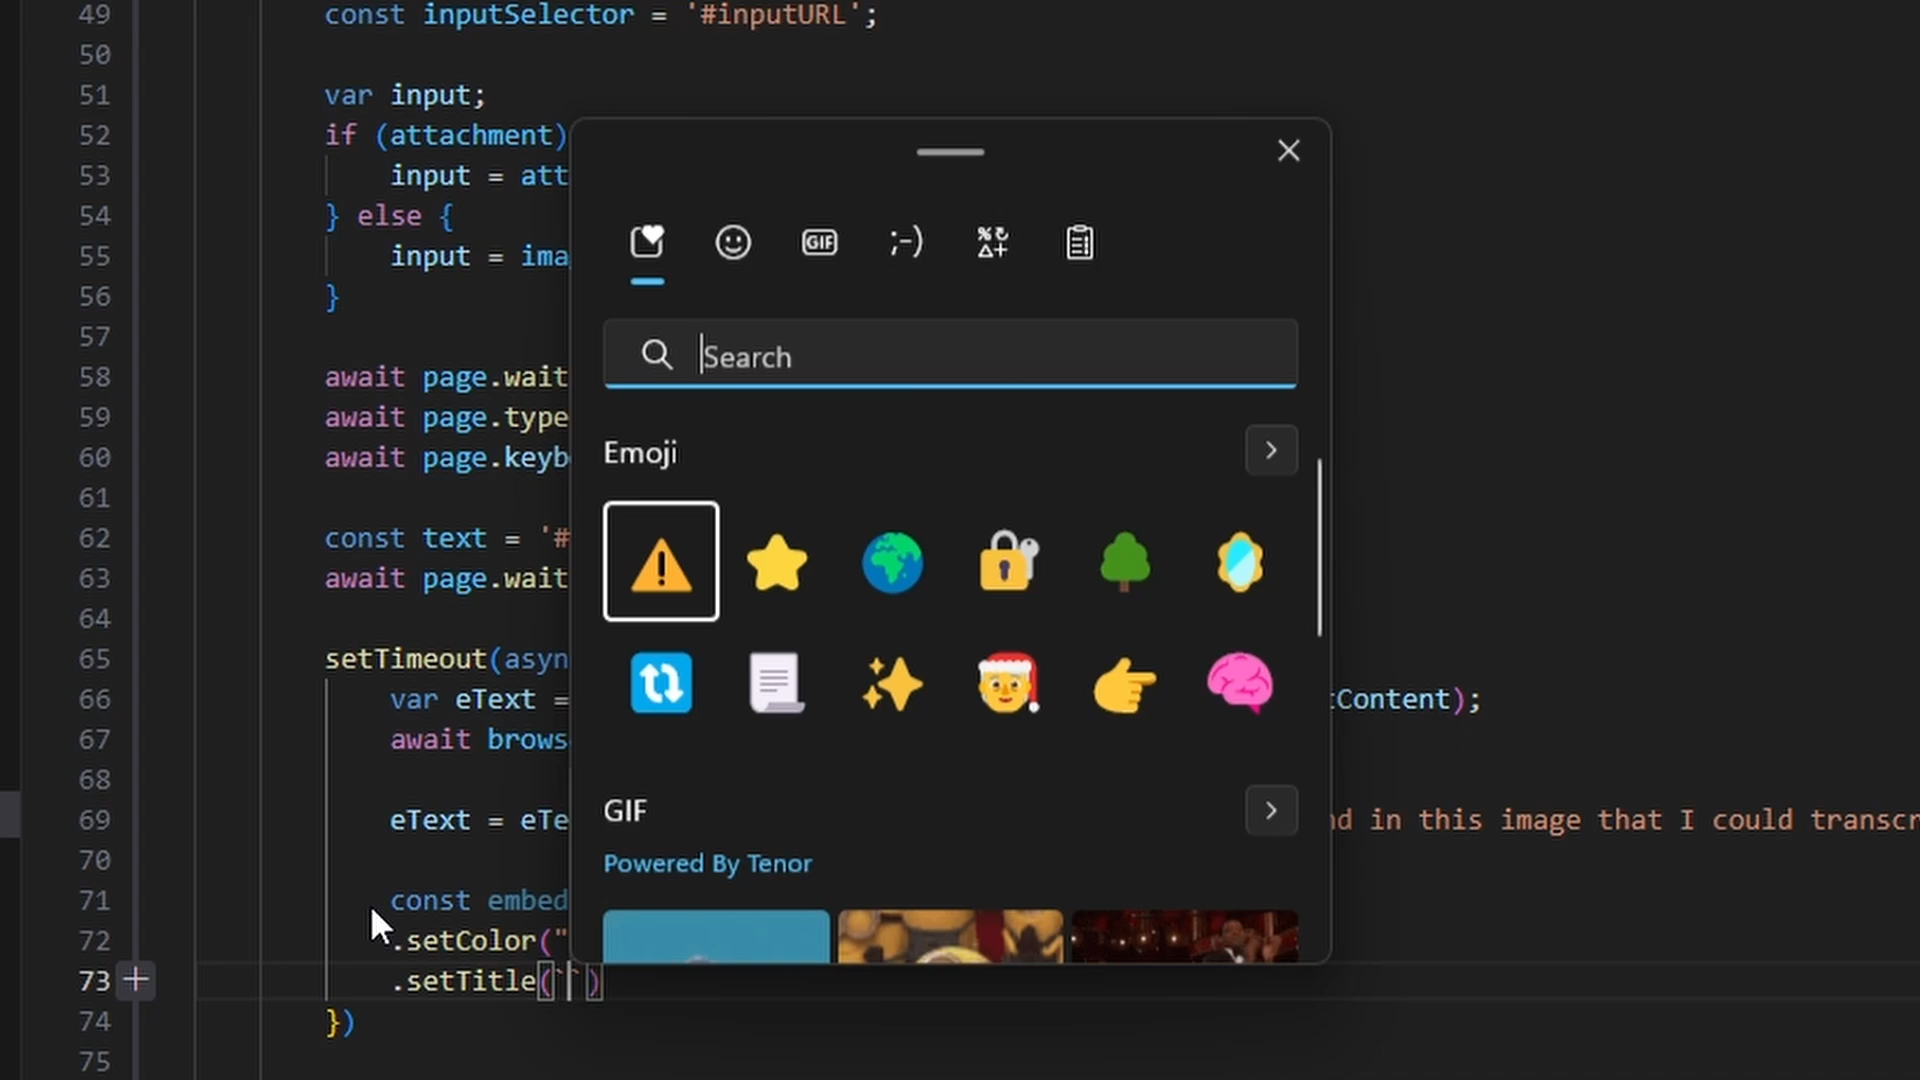 49 const inputSelector = '#inputURL';
50
51 var input;
52 if (attachment)
53 input = att
54 } else {
55 input = ima
56 }
57
58 await page.wait
59 await page.type
60 await page.keyb
61
62 const text = '#
63 await page.wait
64
65 setTimeout(asyn
66 var eText = tContent);
67 await brows
68
69 eText = eTe nd in this image that I could transcr
70
71 const embed
72 .setColor("
73 .setTitle(``)
74 })
75
GIF
;-)
Search
Emoji
GIF
Powered By Tenor